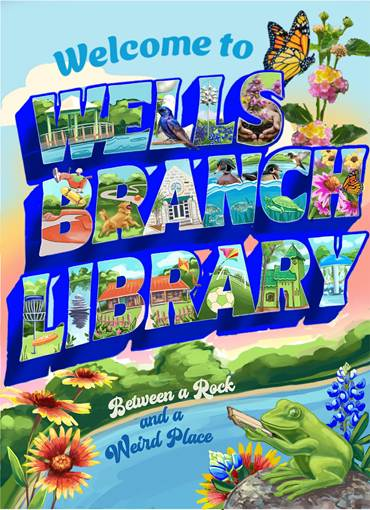 Welcome to
WELLS
BRANCH
LIBRARY
Between a Rock
and a
Weird Place